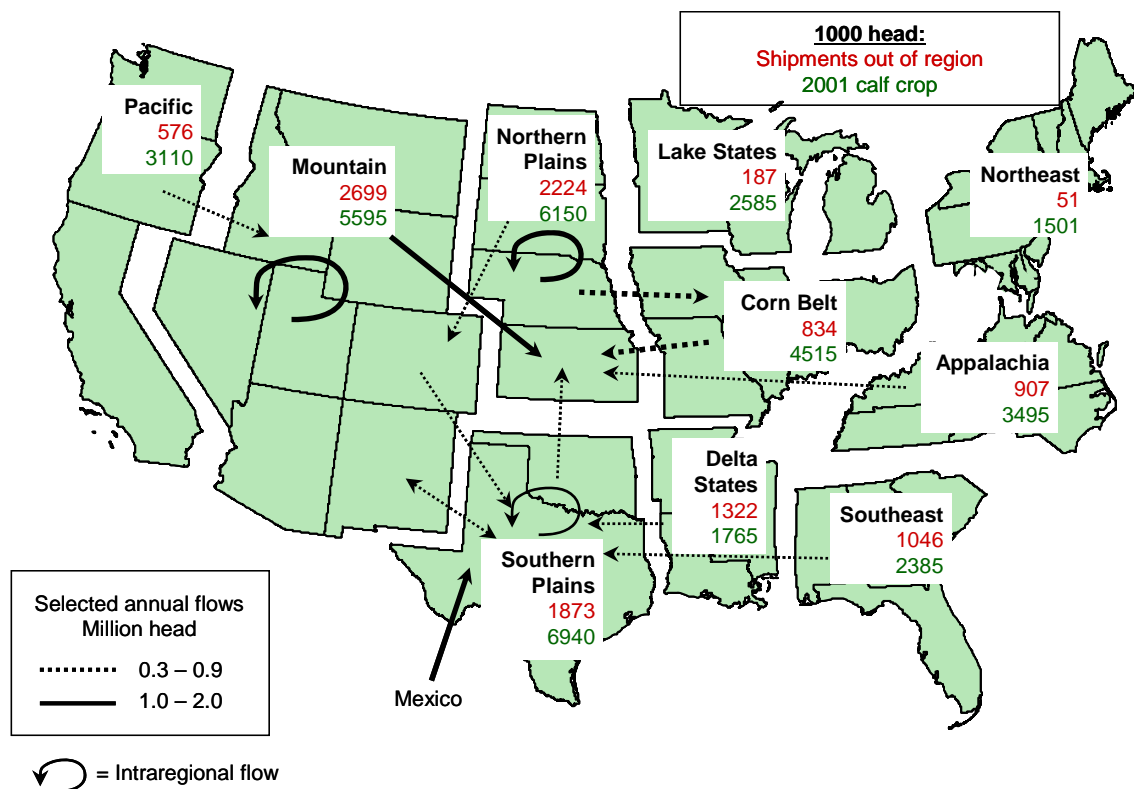 1000 head:
Shipments out of region
2001 calf crop
Pacific
576
3110
Mountain
2699
5595
Northern
Plains
2224
6150
Lake States
187
2585
Northeast
51
1501
Corn Belt
834
4515
Appalachia
907
3495
Delta
States
1322
1765
Southeast
1046
2385
Southern
Plains
1873
6940
Mexico
Selected annual flows
Million head
0.3 – 0.9
1.0 – 2.0
= Intraregional flow